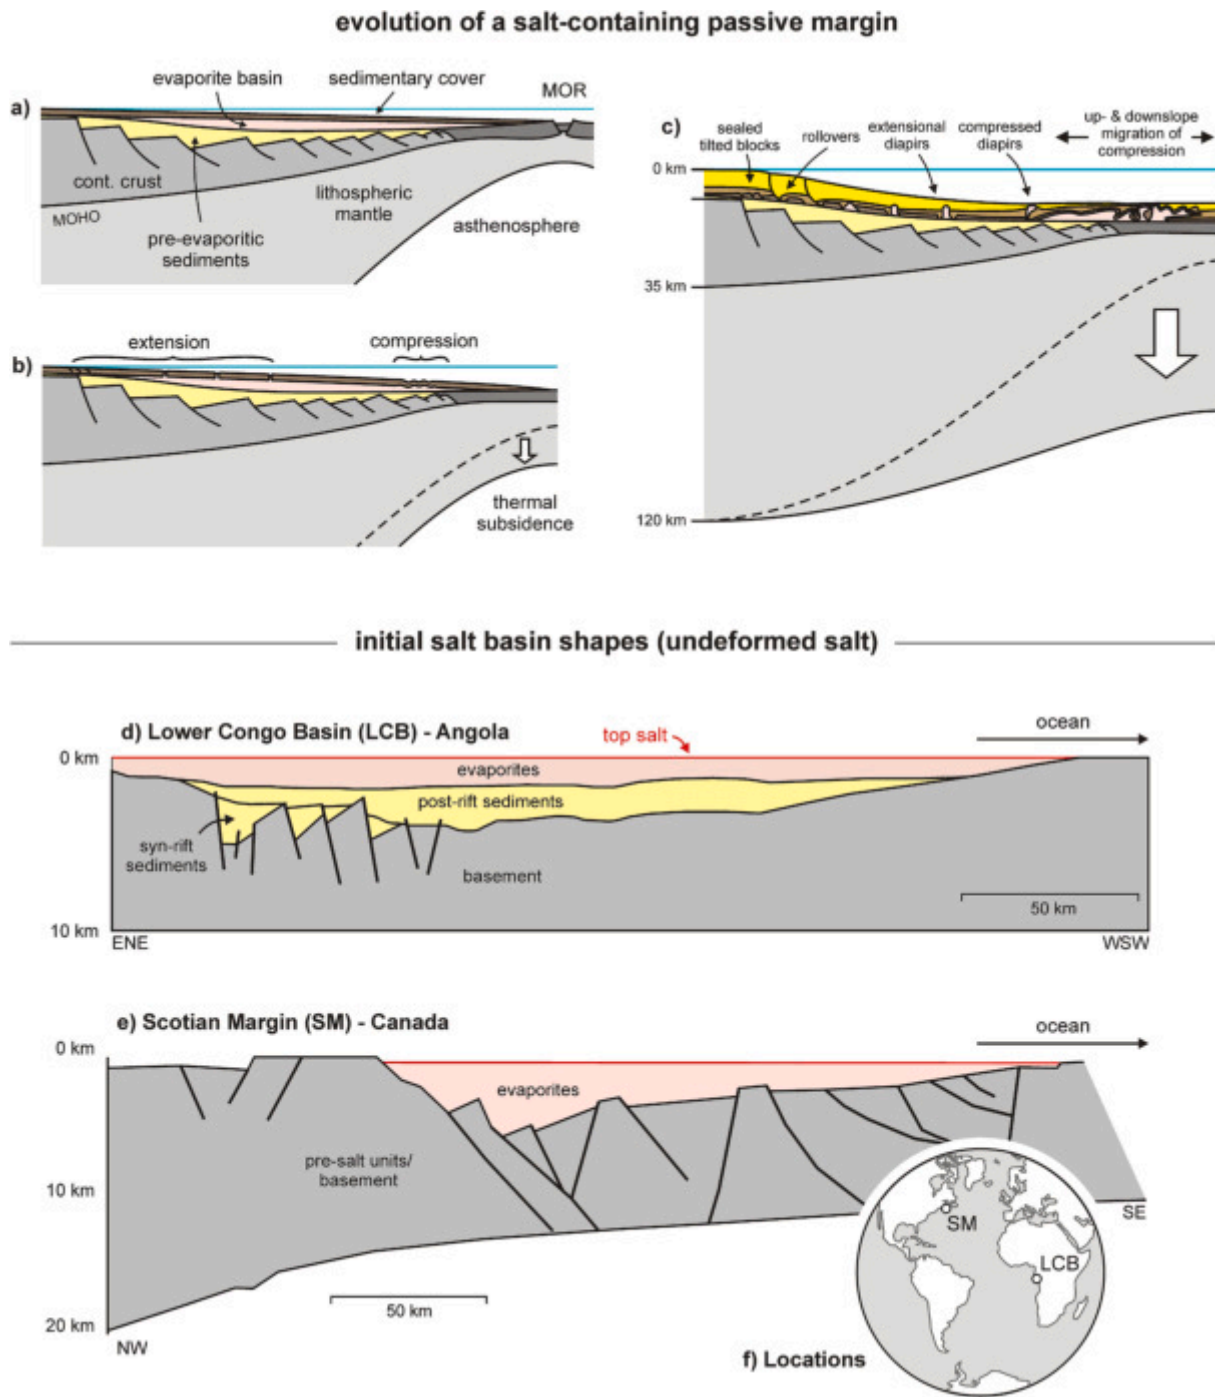 evolution of a salt-containing passive margin
a)
evaporite basin
sedimentary cover
MOR
cont. crust
MOHO
pre-evaporitic
sediments
lithospheric
mantle
asthenosphere
b)
extension
compression
thermal
subsidence
c)
sealed
tilted blocks
rollovers
extensional
diapirs
compressed
diapirs
up- & downslope
migration of
compression
0 km
35 km
120 km
initial salt basin shapes (undeformed salt)
d) Lower Congo Basin (LCB) - Angola
top salt
ocean
0 km
evaporites
post-rift sediments
syn-rift
sediments
basement
50 km
10 km
ENE
WSW
e) Scotian Margin (SM) - Canada
ocean
0 km
evaporites
pre-salt units/
basement
10 km
SE
50 km
20 km
NW
SM
LCB
f) Locations